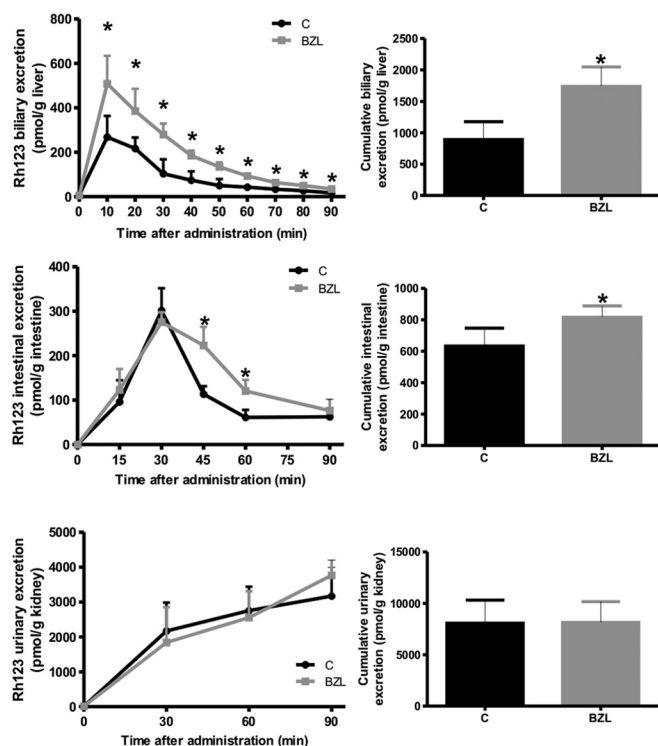 Rh123 biliary excretion
(pmol/g liver)
800
600
400
200
0
* * * * * * * * *
C
BZL
0 10 20 30 40 50 60 70 80 90
Time after administration (min)
Cumulative biliary
excretion (pmol/g liver)
2500
2000
1500
1000
500
0
*
C BZL
Rh123 intestinal excretion
(pmol/g intestine)
400
300
200
100
0
* *
C
BZL
0 15 30 45 60 75 90
Time after administration (min)
Cumulative intestinal
excretion (pmol/g intestine)
1000
800
600
400
200
0
*
C BZL
Rh123 urinary excretion
(pmol/g kidney)
5000
4000
3000
2000
1000
0
C
BZL
0 30 60 90
Time after administration (min)
Cumulative urinary
excretion (pmol/g kidney)
15000
10000
5000
0
C BZL